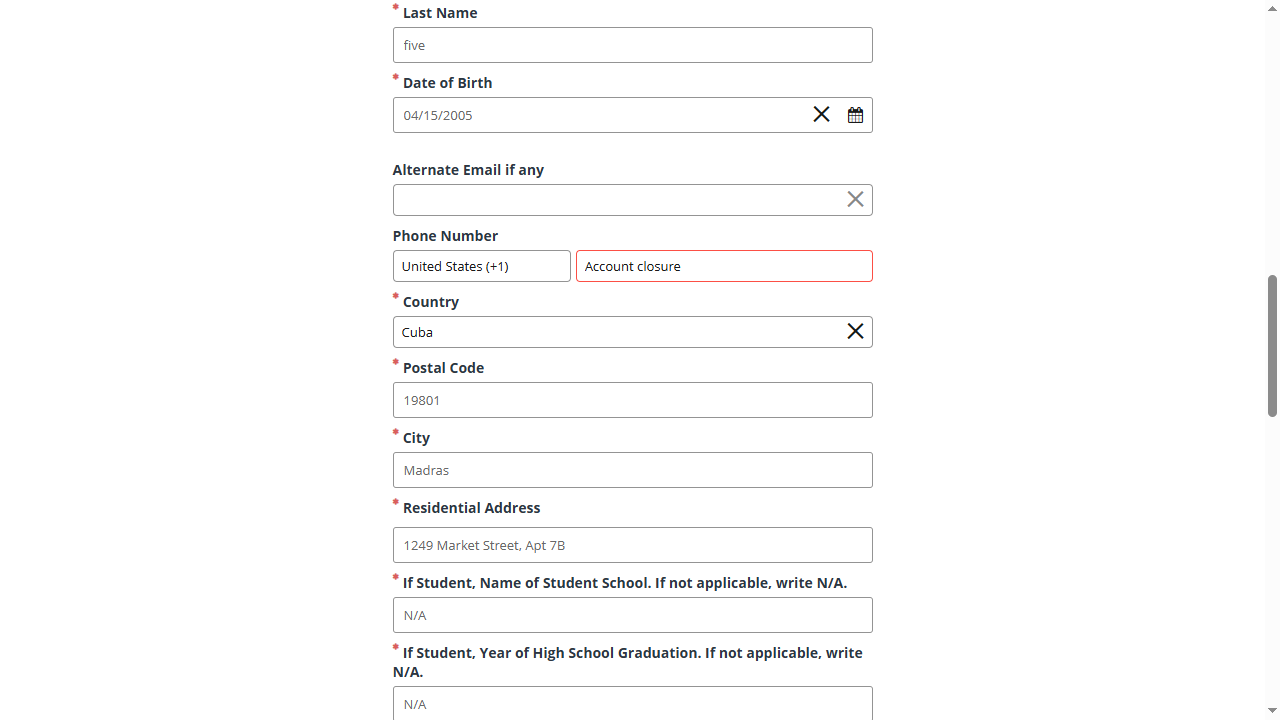 * Last Name
five
* Date of Birth
04/15/2005
Alternate Email if any
Phone Number
United States (+1) Account closure
* Country
Cuba
* Postal Code
19801
* City
Madras
* Residential Address
1249 Market Street, Apt 7B
* If Student, Name of Student School. If not applicable, write N/A.
N/A
* If Student, Year of High School Graduation. If not applicable, write
N/A.
N/A